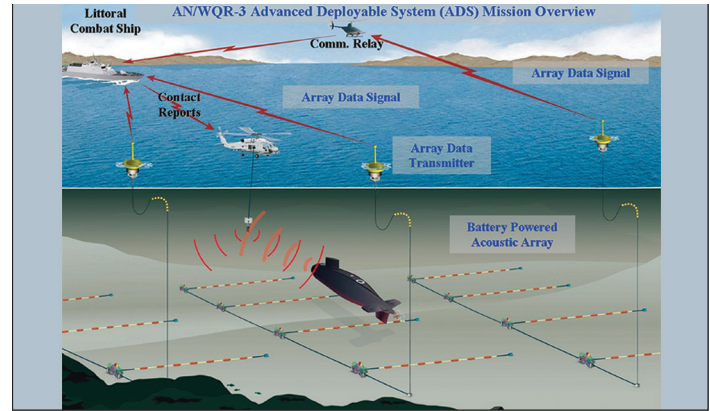 AN/WQR-3 Advanced Deployable System (ADS) Mission Overview
Littoral
Combat Ship
Comm. Relay
Array Data Signal
Contact
Reports
Array Data Signal
Array Data
Transmitter
Battery Powered
Acoustic Array